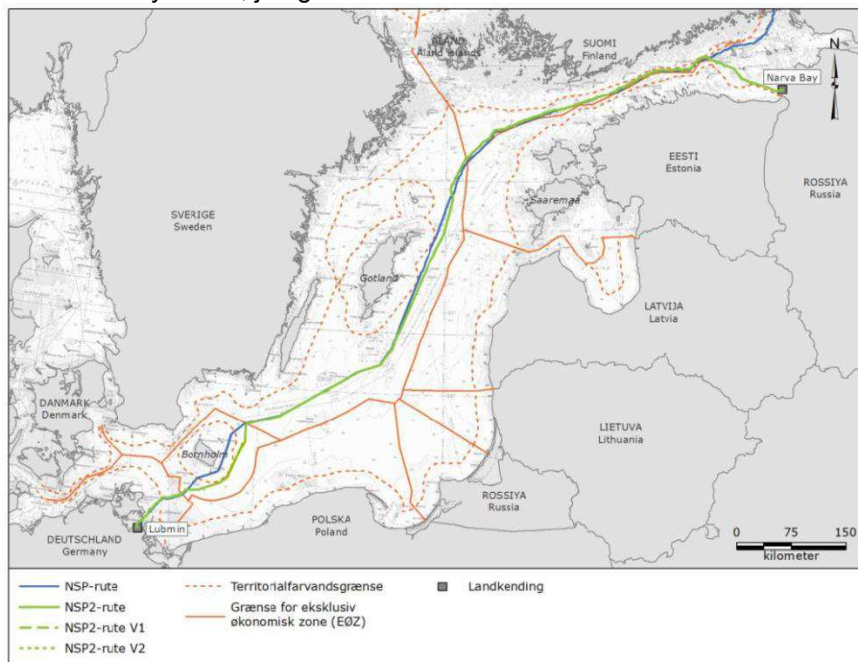 ÅLAND
Åland Islands
SUOMI
Finland
N
Narva Bay
EESTI
Estonia
ROSSIYA
Russia
SVERIGE
Sweden
Saaremaa
Gotland
LATVIJA
Latvia
DANMARK
Denmark
LIETUVA
Lithuania
Bornholm
ROSSIYA
Russia
Lubmin
POLSKA
Poland
DEUTSCHLAND
Germany
0 75 150
kilometer
NSP-rute
NSP2-rute
NSP2-rute V1
NSP2-rute V2
Territorialfarvandsgrænse
Grænse for eksklusiv
økonomisk zone (EØZ)
Landkending